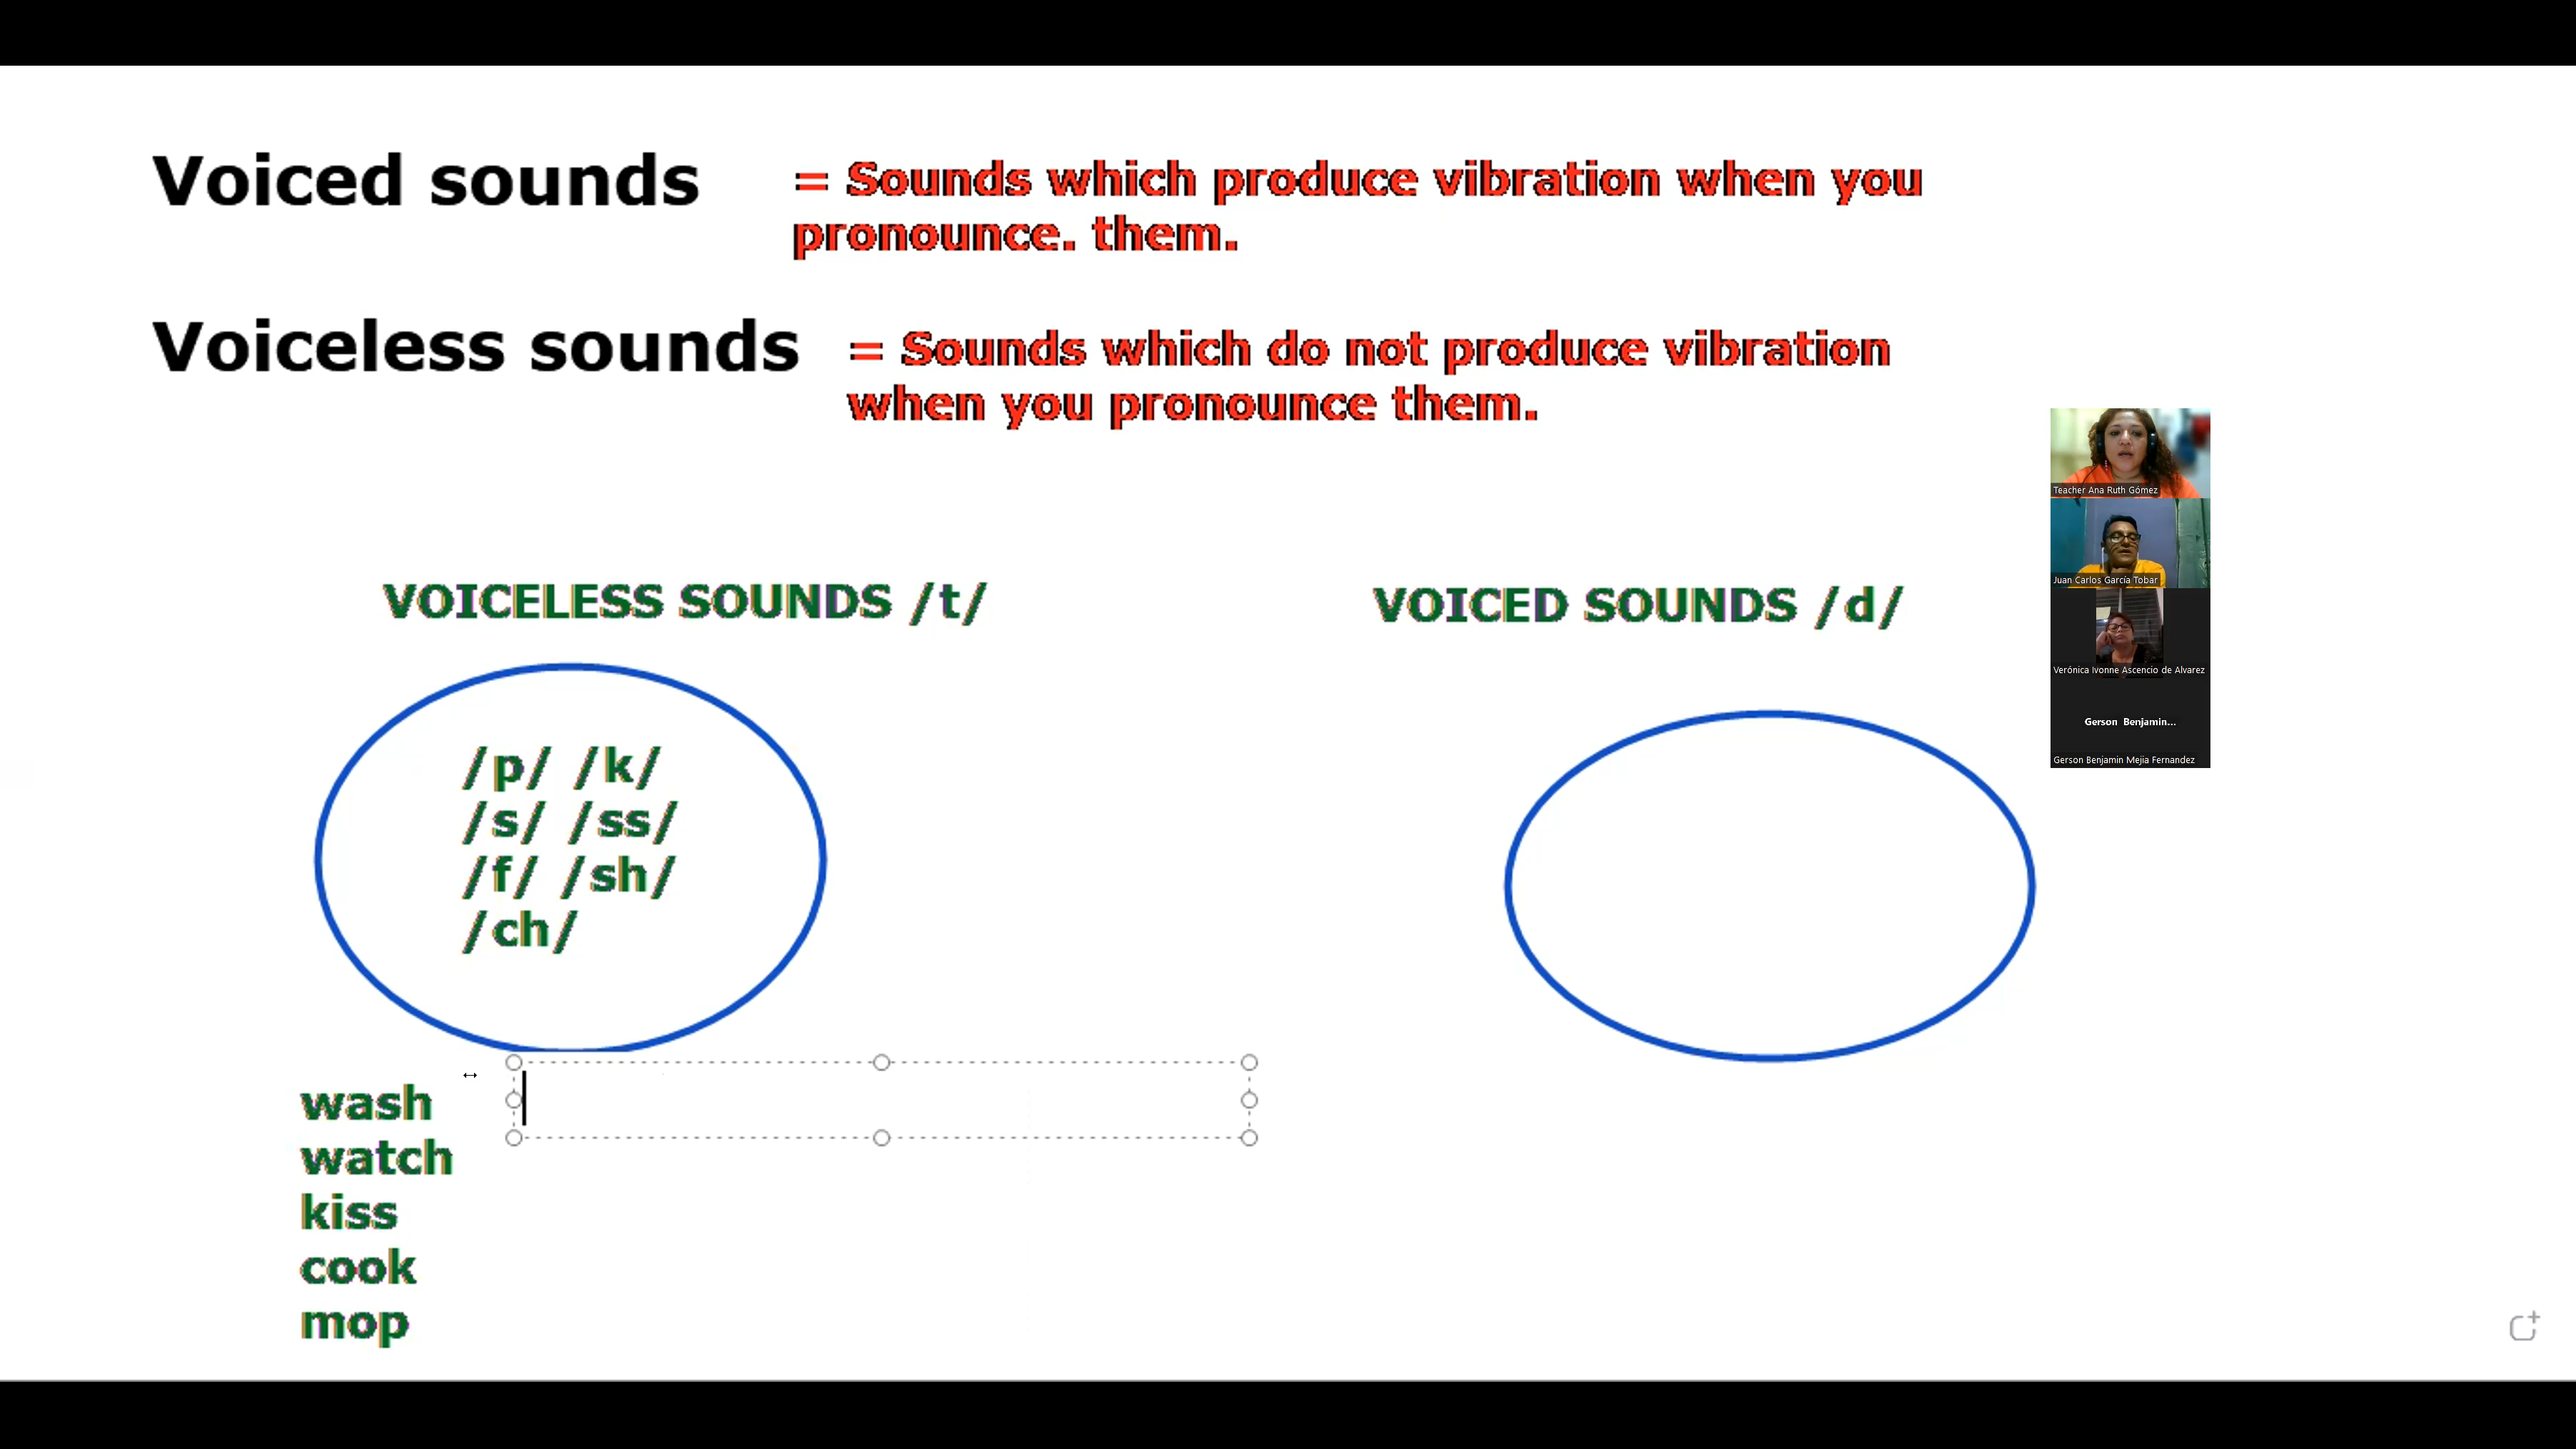 Voiced sounds
= Sounds which produce vibration when you
pronounce. them.
Voiceless sounds
= Sounds which do not produce vibration
when you pronounce them.
Teacher Ana Ruth Gómez
Juan Carlos García Tobar
Verónica Ivonne Ascencio de Alvarez
Gerson Benjamin...
Gerson Benjamin Mejia Fernandez
VOICELESS SOUNDS /t/
VOICED SOUNDS /d/
/p/ /k/
/s/ /ss/
/f/ /sh/
/ch/
wash
watch
kiss
cook
mop